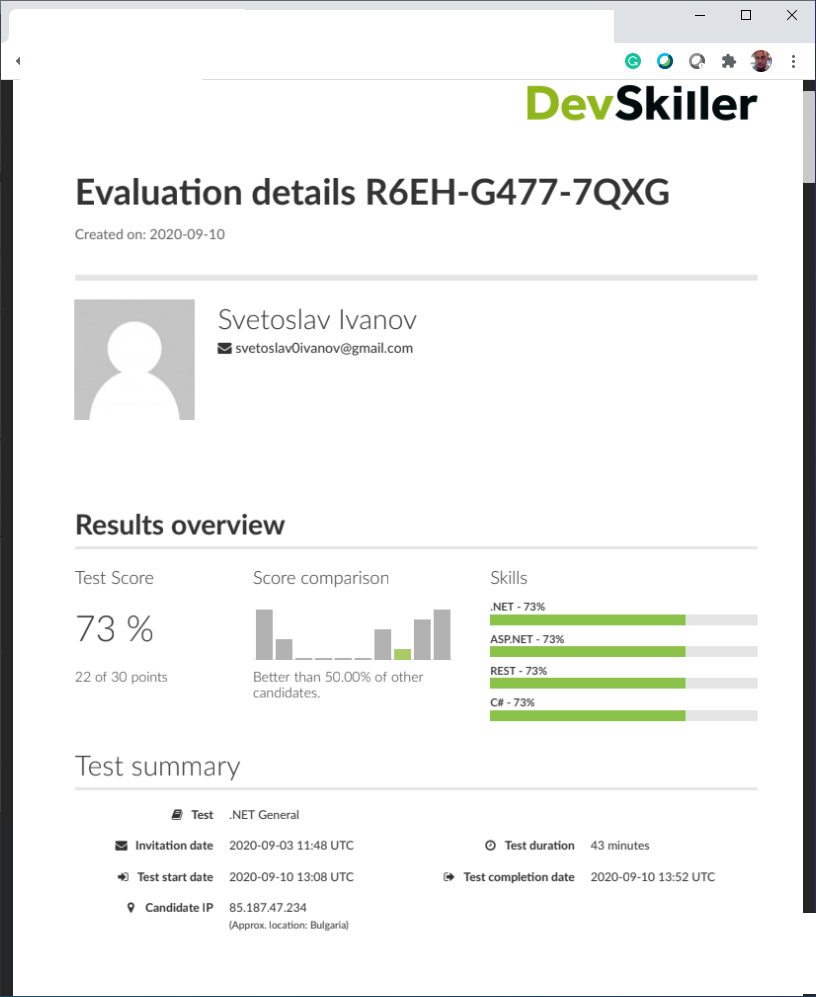 DevSkiller
Evaluation details R6EH-G477-7QXG
Created on: 2020-09-10
Svetoslav Ivanov
svetoslav0ivanov@gmail.com
Results overview
Test Score
73 %
22 of 30 points
Score comparison
Better than 50.00% of other
candidates.
Skills
.NET - 73%
ASP.NET - 73%
REST - 73%
C# - 73%
Test summary
Test .NET General
Invitation date 2020-09-03 11:48 UTC
Test duration 43 minutes
Test start date 2020-09-10 13:08 UTC
Test completion date 2020-09-10 13:52 UTC
Candidate IP 85.187.47.234
(Approx. location: Bulgaria)